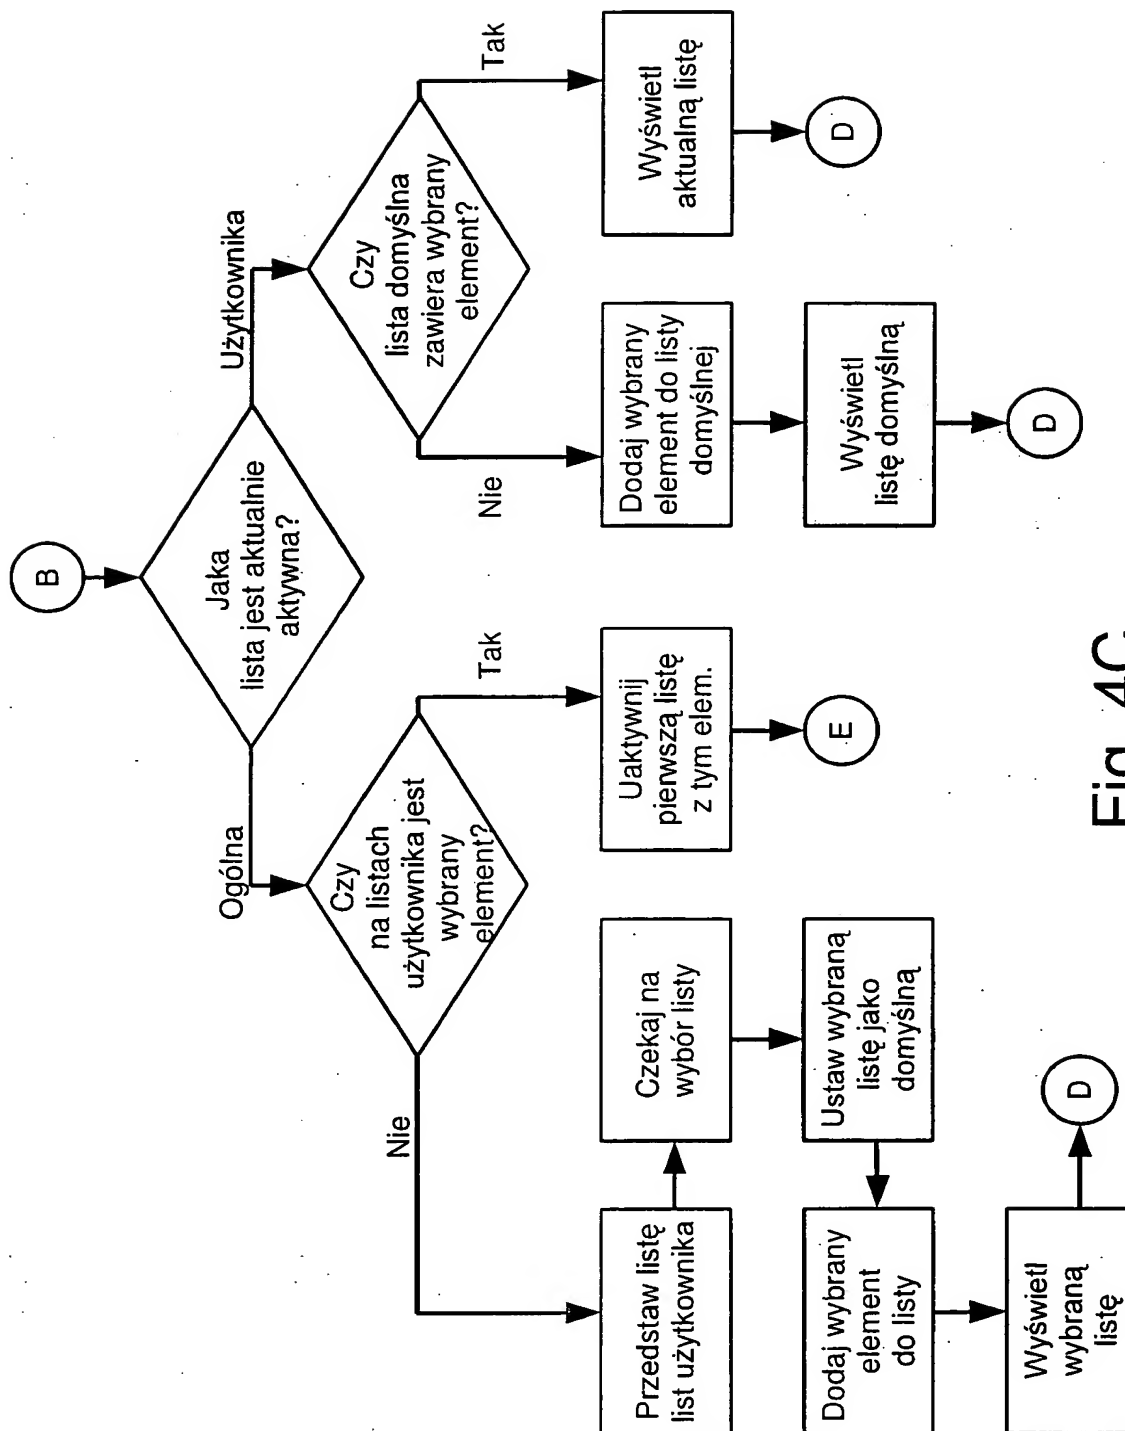 B
Jaka
lista jest aktualnie
aktywna?
Ogólna
Użytkownika
Czy
na listach
użytkownika jest
wybrany
element?
Czy
lista domyślna
zawiera wybrany
element?
Nie
Tak
Nie
Tak
Przedstaw listę
list użytkownika
Czekaj na
wybór listy
Uaktywnij
pierwszą listę
z tym elem.
Dodaj wybrany
element do listy
domyślnej
Wyświetl
aktualną listę
Dodaj wybrany
element
do listy
Ustaw wybraną
listę jako
domyślną
E
Wyświetl
listę domyślną
D
Wyświetl
wybraną
listę
D
D
Fig. 4C